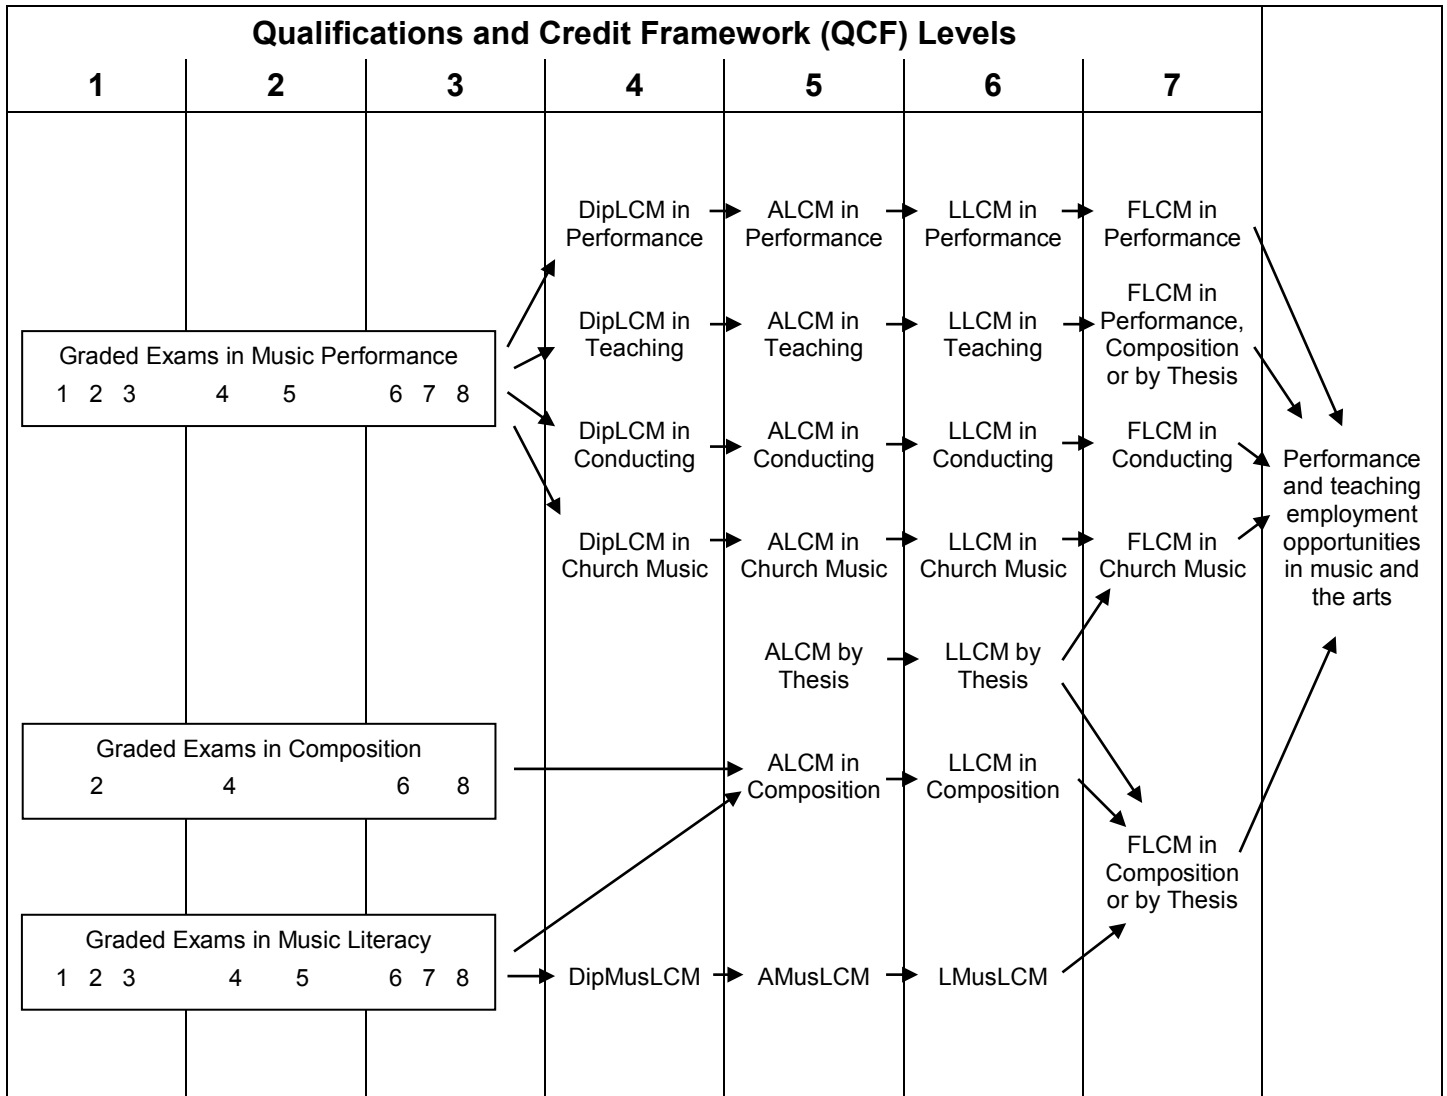 Qualifications and Credit Framework (QCF) Levels
1 2 3 4 5 6 7
DipLCM in
Performance
ALCM in
Performance
LLCM in
Performance
FLCM in
Performance
Graded Exams in Music Performance
1 2 3 4 5 6 7 8
DipLCM in
Teaching
ALCM in
Teaching
LLCM in
Teaching
FLCM in
Performance,
Composition
or by Thesis
DipLCM in
Conducting
ALCM in
Conducting
LLCM in
Conducting
FLCM in
Conducting
Performance
and teaching
employment
opportunities
in music and
the arts
DipLCM in
Church Music
ALCM in
Church Music
LLCM in
Church Music
FLCM in
Church Music
ALCM by
Thesis
LLCM by
Thesis
Graded Exams in Composition
2 4 6 8
ALCM in
Composition
LLCM in
Composition
FLCM in
Composition
or by Thesis
Graded Exams in Music Literacy
1 2 3 4 5 6 7 8
DipMusLCM
AMusLCM
LMusLCM